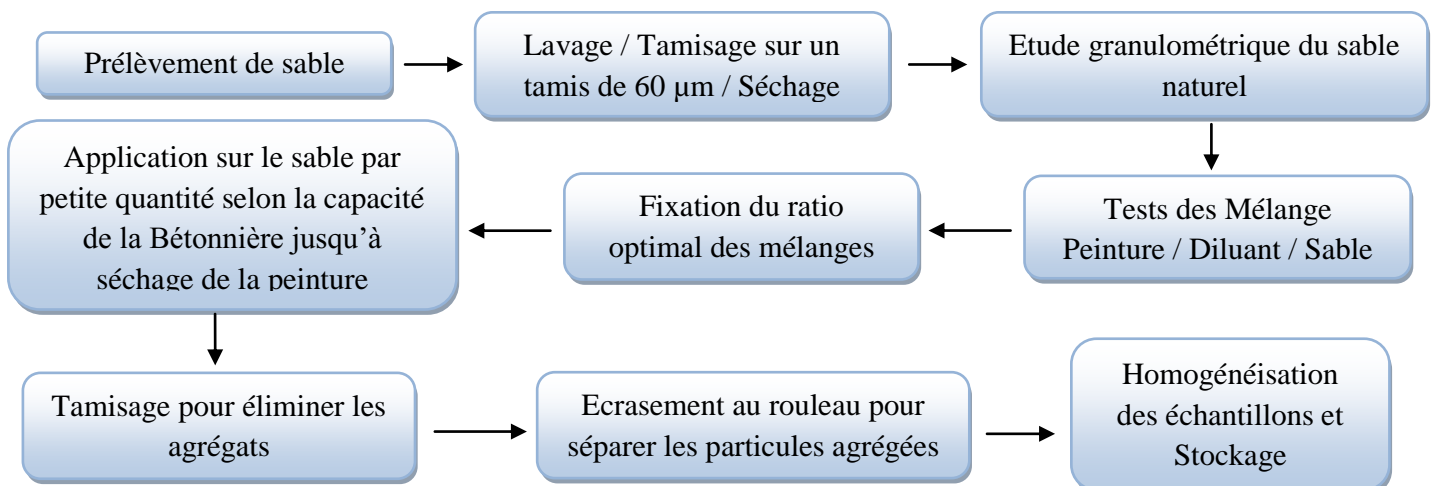 Prélèvement de sable
Lavage / Tamisage sur un
tamis de 60 µm / Séchage
Etude granulométrique du sable
naturel
Tests des Mélange
Peinture / Diluant / Sable
Fixation du ratio
optimal des mélanges
Application sur le sable par
petite quantité selon la capacité
de la Bétonnière jusqu’à
séchage de la peinture
Tamisage pour éliminer les
agrégats
Ecrasement au rouleau pour
séparer les particules agrégées
Homogénéisation
des échantillons et
Stockage